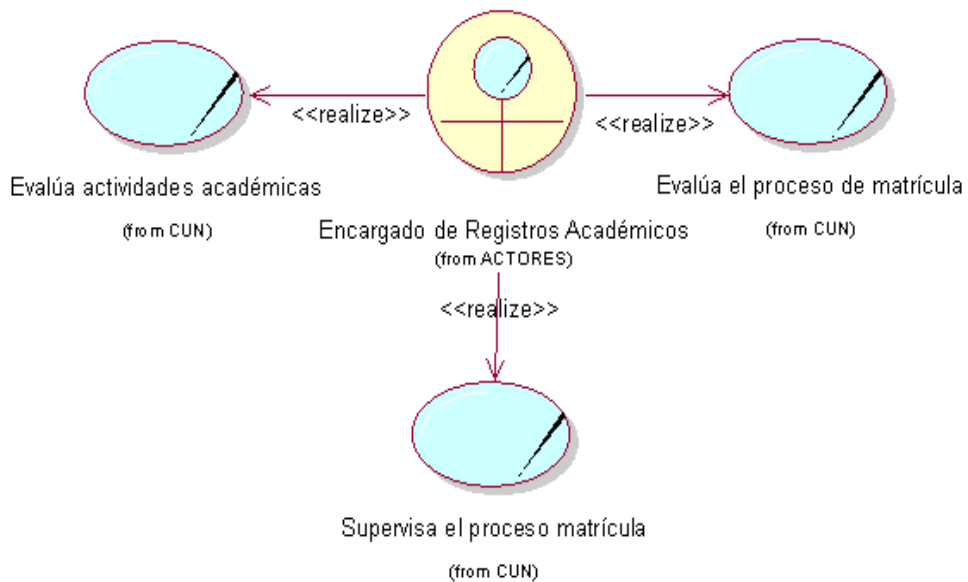 <<realize>>
<<realize>>
Evalúa actividades académicas
(from CUN)
Evalúa el proceso de matrícula
(from CUN)
Encargado de Registros Académicos
(from ACTORES)
<<realize>>
Supervisa el proceso matrícula
(from CUN)